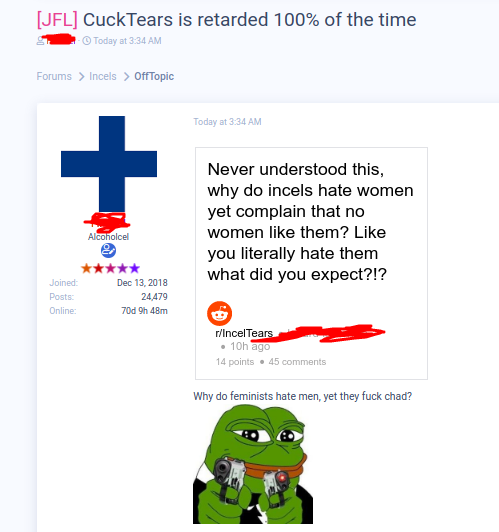 [JFL] CuckTears is retarded 100% of the time
Today at 3:34 AM
Forums > Incels > OffTopic
Today at 3:34 AM
Alcoholcel
Joined: Dec 13, 2018
Posts: 24,479
Online: 70d 9h 48m
Never understood this,
why do incels hate women
yet complain that no
women like them? Like
you literally hate them
what did you expect?!?
r/IncelTears
• 10h ago
14 points • 45 comments
Why do feminists hate men, yet they fuck chad?